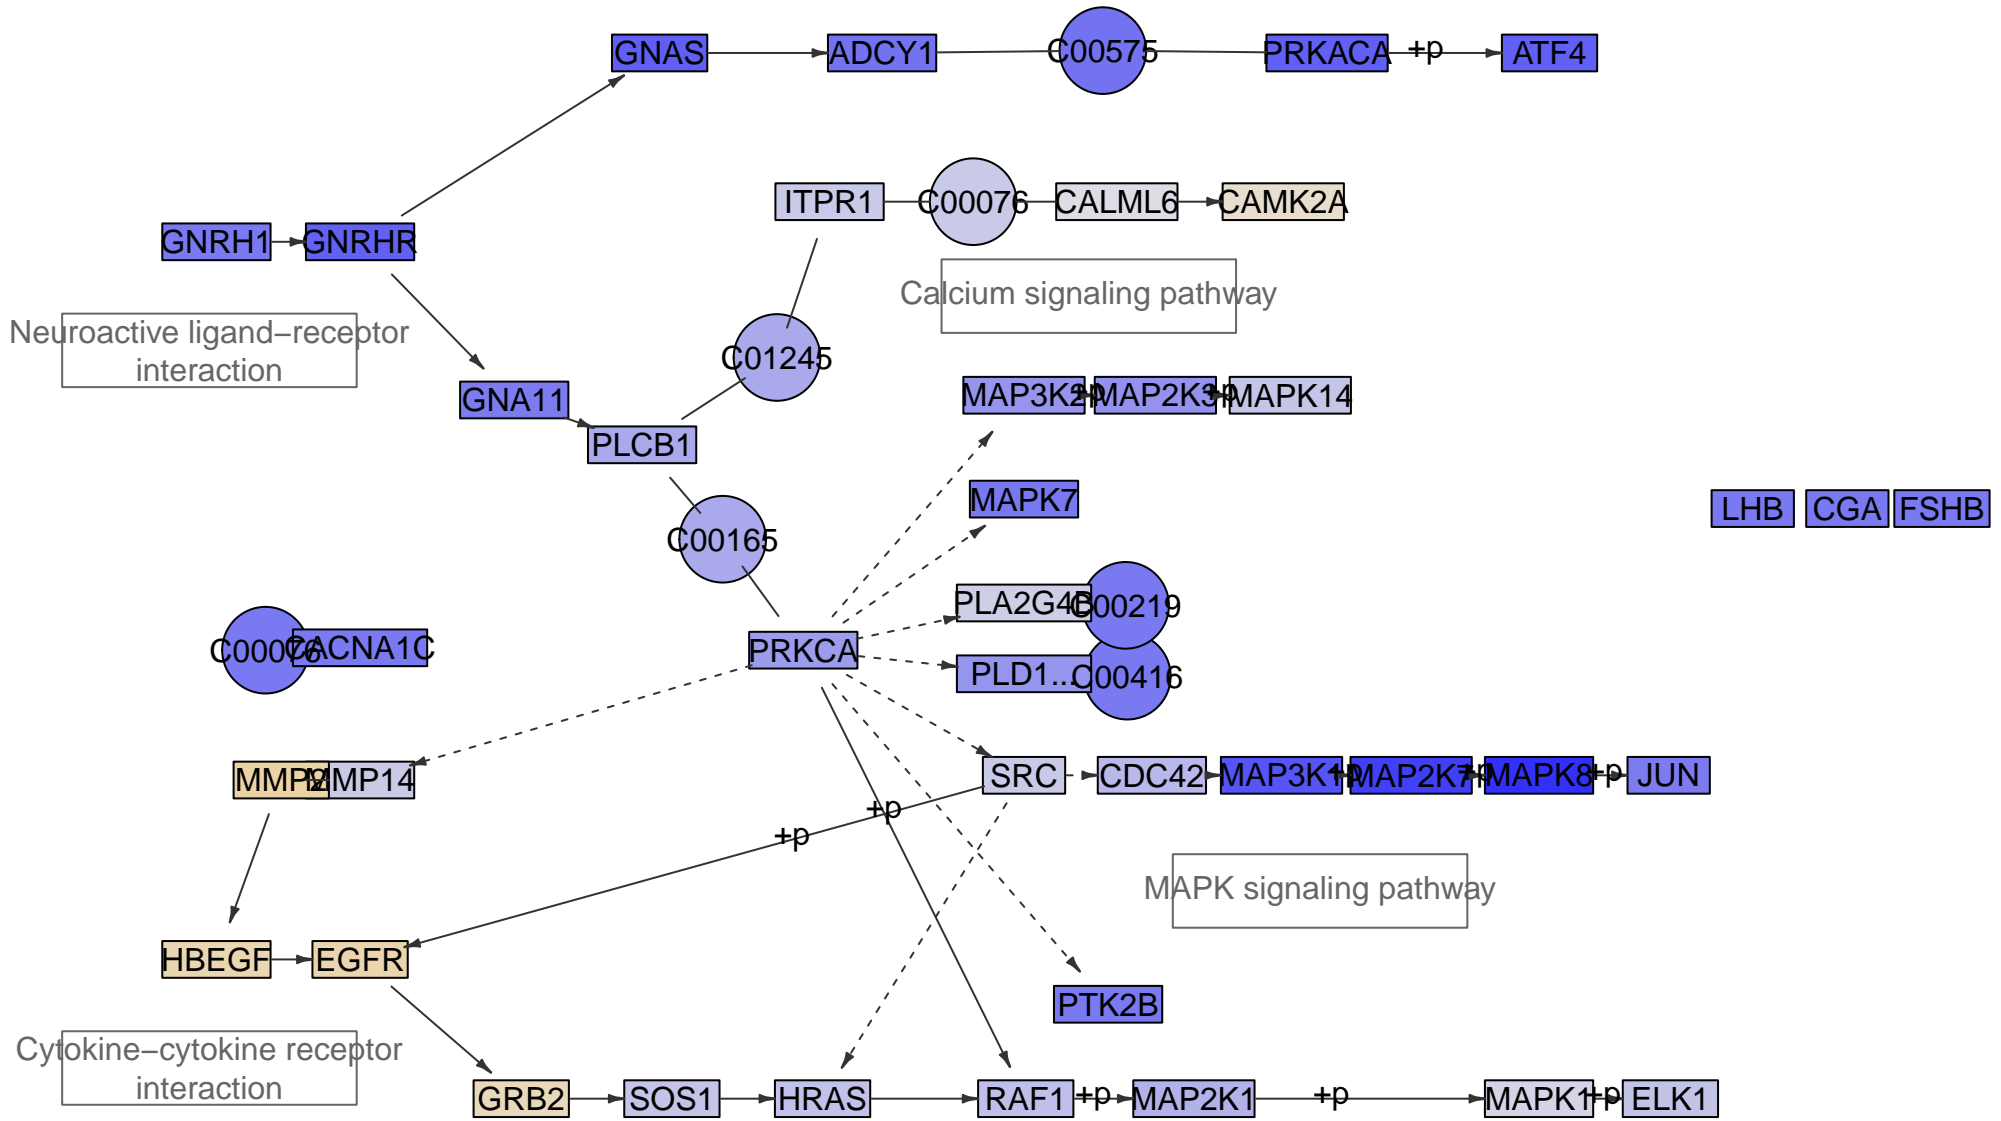 GNAS
ADCY1
C00575
PRKACA
+p
ATF4
ITPR1
C00076
CALML6
CAMK2A
GNRH1
GNRHR
Calcium signaling pathway
Neuroactive ligand–receptor
interaction
C01245
GNA11
MAP3K2
+p
MAP2K3
+p
MAPK14
PLCB1
MAPK7
LHB
CGA
FSHB
C00165
PLA2G4B
C00219
C00076
CACNA1C
PRKCA
PLD1...
C00416
MMP2
MMP14
SRC
CDC42
MAP3K1
+p
MAP2K7
+p
MAPK8
+p
JUN
+p
+p
MAPK signaling pathway
HBEGF
EGFR
PTK2B
Cytokine–cytokine receptor
interaction
GRB2
SOS1
HRAS
RAF1
+p
MAP2K1
+p
MAPK1
+p
ELK1